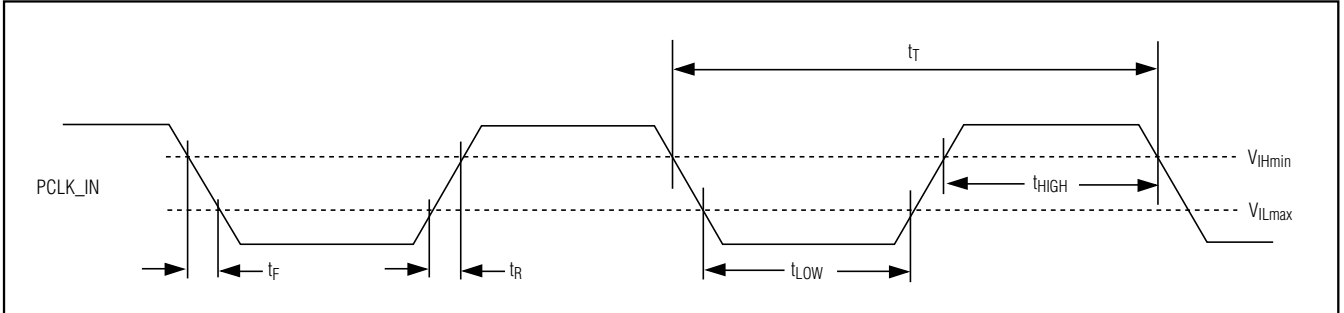 tT
VIHmin
PCLK_IN
tHIGH
VILmax
tF
tR
tLOW